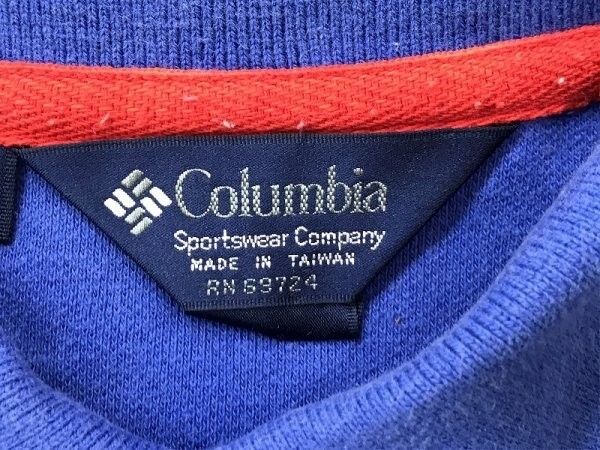 Columbia
Sportswear Company
MADE IN TAIWAN
RN 69724